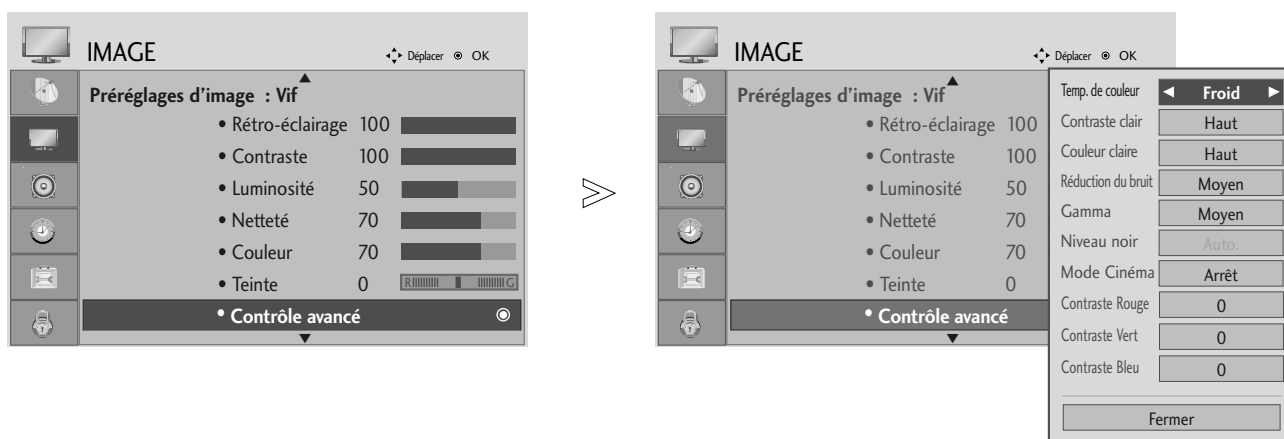 IMAGE
Déplacer OK
Préréglages d'image : Vif
• Rétro-éclairage 100
• Contraste 100
• Luminosité 50
• Netteté 70
• Couleur 70
• Teinte 0 R G
• Contrôle avancé
IMAGE
Déplacer OK
Préréglages d'image : Vif
• Rétro-éclairage 100
• Contraste 100
• Luminosité 50
• Netteté 70
• Couleur 70
• Teinte 0
• Contrôle avancé
Temp. de couleur Froid
Contraste clair Haut
Couleur claire Haut
Réduction du bruit Moyen
Gamma Moyen
Niveau noir Auto.
Mode Cinéma Arrêt
Contraste Rouge 0
Contraste Vert 0
Contraste Bleu 0
Fermer